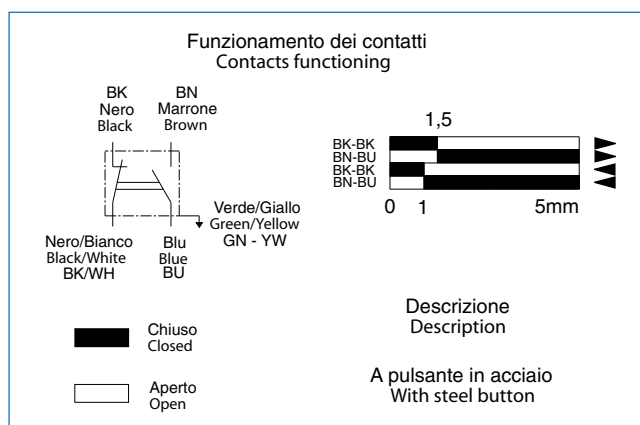 Funzionamento dei contatti
Contacts functioning
BK
Nero
Black
BN
Marrone
Brown
Verde/Giallo
Green/Yellow
GN - YW
Nero/Bianco
Black/White
BK/WH
Blu
Blue
BU
1,5
BK-BK
BN-BU
BK-BK
BN-BU
0 1 5mm
Chiuso
Closed
Aperto
Open
Descrizione
Description
A pulsante in acciaio
With steel button